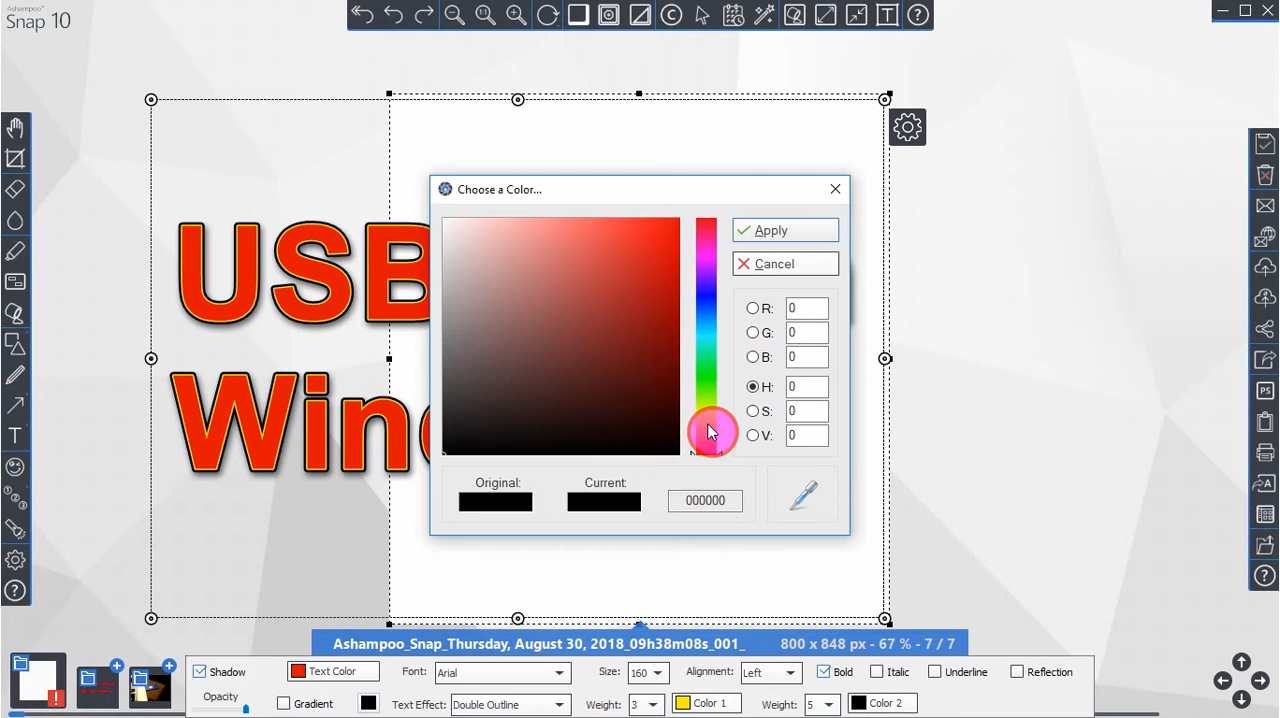 Ashampoo®
Snap 10
USB
Wind
Choose a Color...
Apply
Cancel
R: 0
G: 0
B: 0
H: 0
S: 0
V: 0
Original:
Current:
000000
Ashampoo_Snap_Thursday, August 30, 2018_09h38m08s_001_ 800 x 848 px - 67 % - 7 / 7
Shadow Text Color Font: Arial Size: 160 Alignment: Left Bold Italic Underline Reflection
Opacity Gradient Text Effect: Double Outline Weight: 3 Color 1 Weight: 5 Color 2